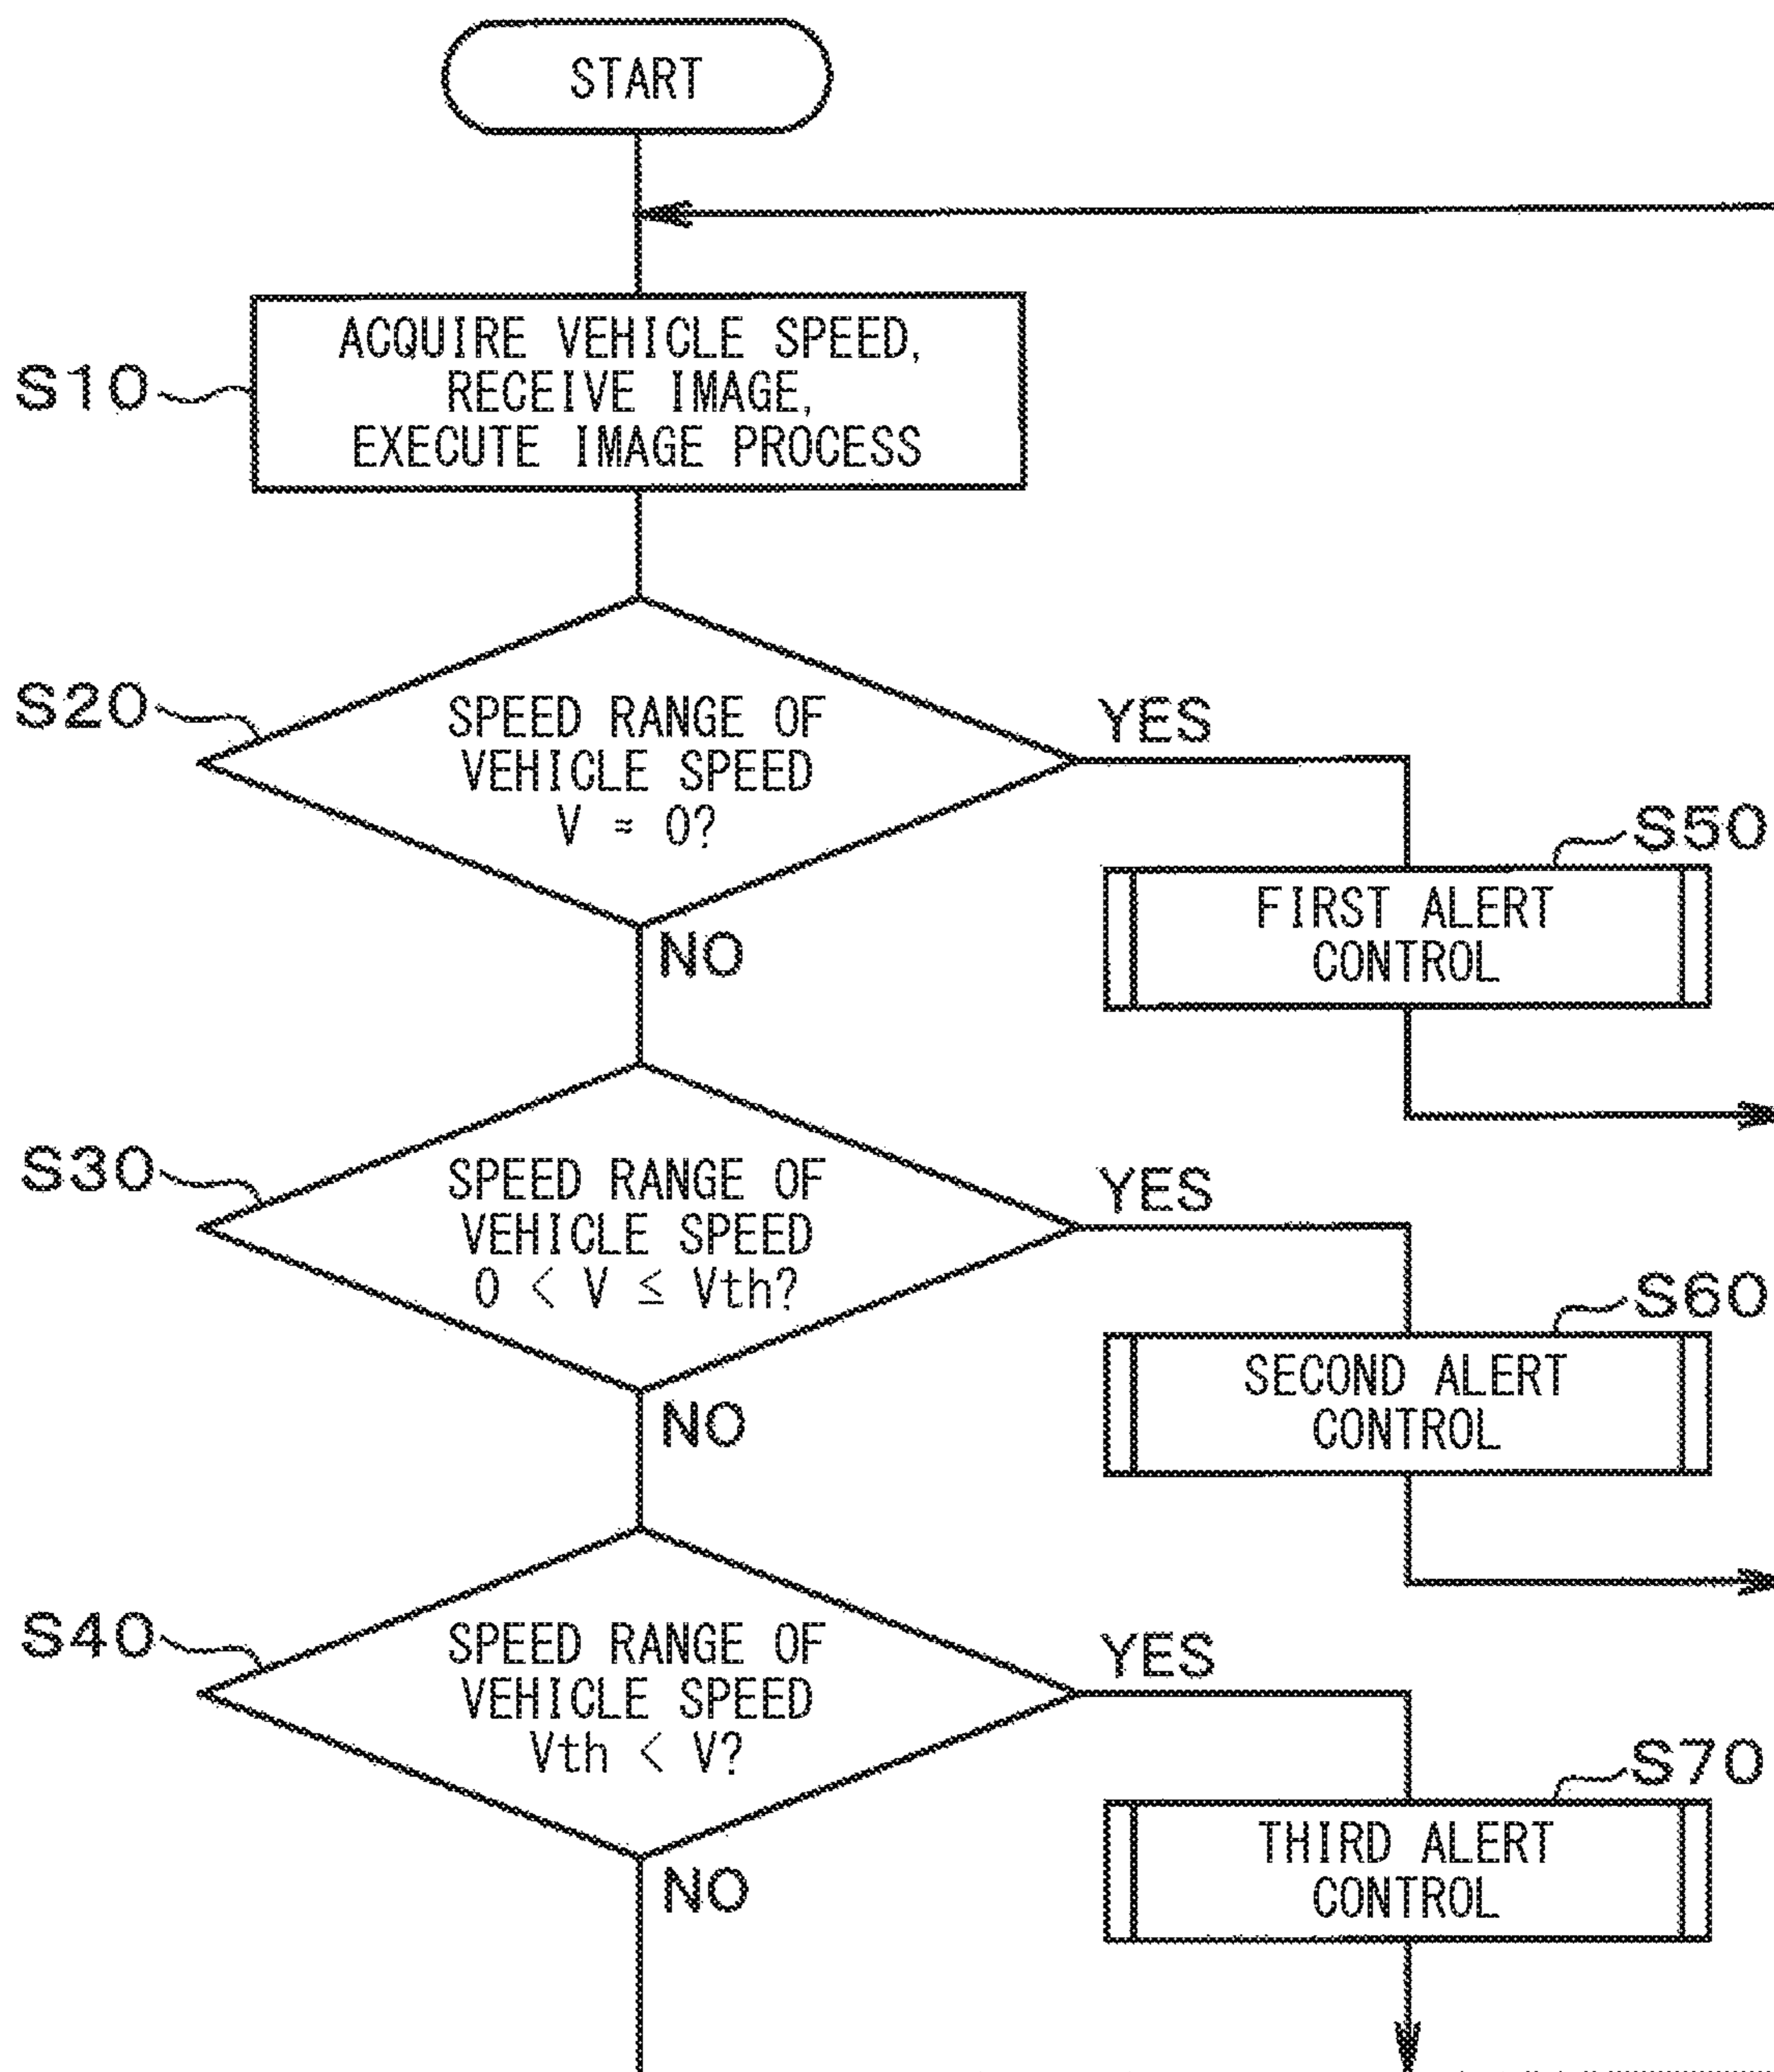 START
S10
ACQUIRE VEHICLE SPEED,
RECEIVE IMAGE,
EXECUTE IMAGE PROCESS
S20
SPEED RANGE OF
VEHICLE SPEED
V ≈ 0?
YES
NO
S50
FIRST ALERT
CONTROL
S30
SPEED RANGE OF
VEHICLE SPEED
0 < V ≤ Vth?
YES
NO
S60
SECOND ALERT
CONTROL
S40
SPEED RANGE OF
VEHICLE SPEED
Vth < V?
YES
NO
S70
THIRD ALERT
CONTROL